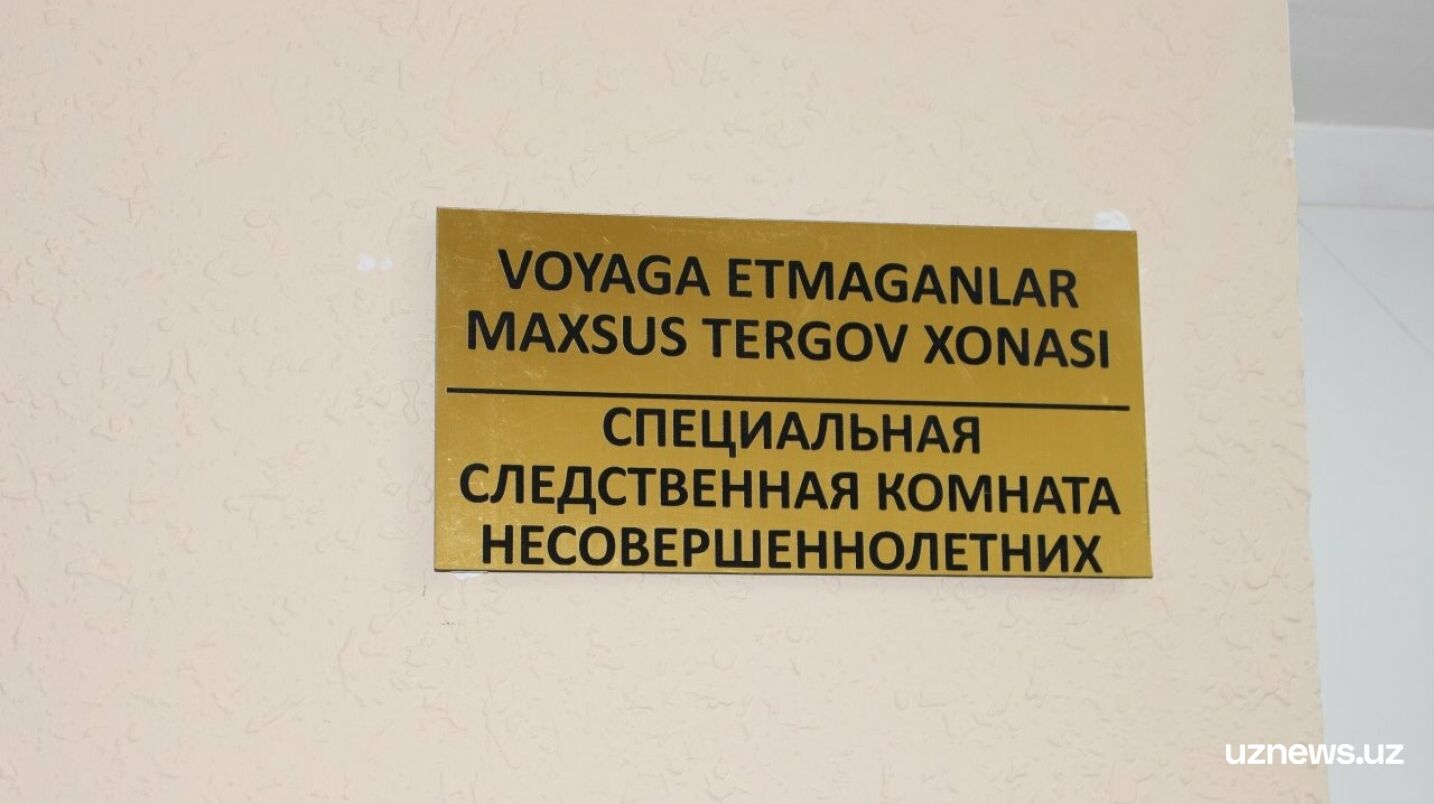 VOYAGA ETMAGANLAR
MAXSUS TERGOV XONASI
СПЕЦИАЛЬНАЯ
СЛЕДСТВЕННАЯ КОМНАТА
НЕСОВЕРШЕННОЛЕТНИХ
uznews.uz